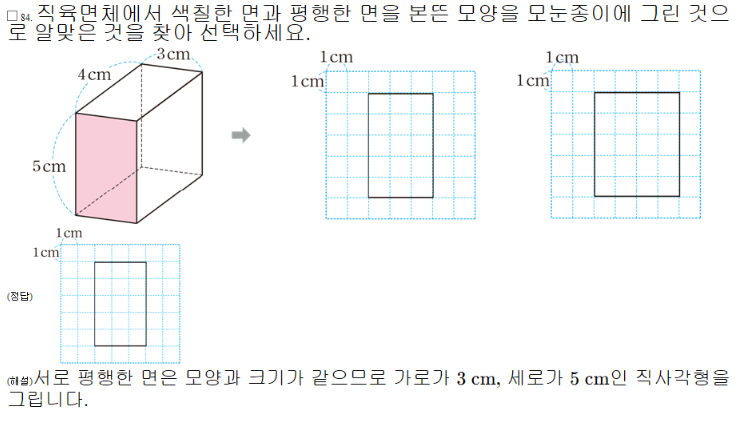 □84. 직육면체에서 색칠한 면과 평행한 면을 본뜬 모양을 모눈종이에 그린 것으
로 알맞은 것을 찾아 선택하세요.
3cm
4cm
5cm
1cm
1cm
1cm
1cm
1cm
1cm
(정답)
(해설)서로 평행한 면은 모양과 크기가 같으므로 가로가 3 cm, 세로가 5 cm인 직사각형을
그립니다.